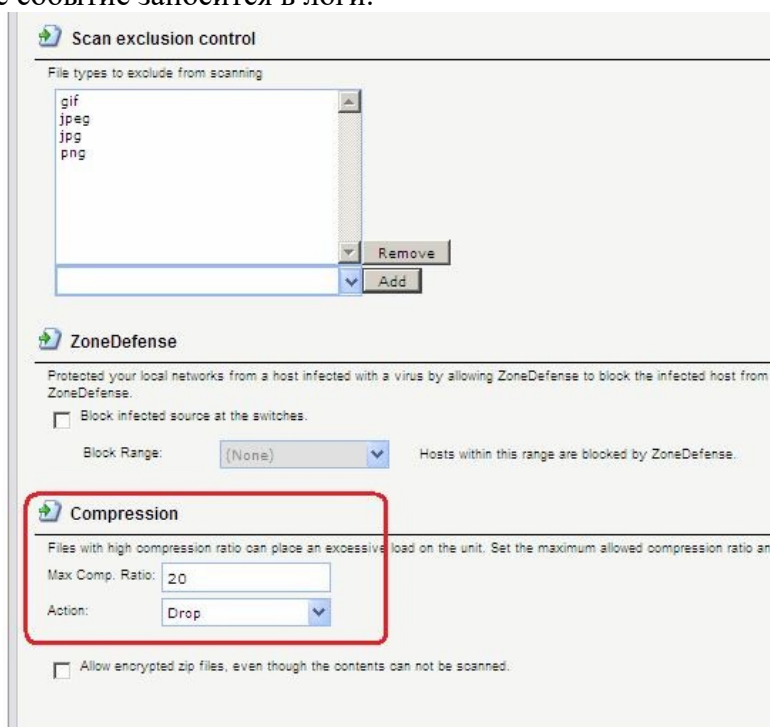 событие заносится в логи.
Scan exclusion control
File types to exclude from scanning
gif
jpeg
jpg
png
Remove
Add
ZoneDefense
Protected your local networks from a host infected with a virus by allowing ZoneDefense to block the infected host from
ZoneDefense.
Block infected source at the switches.
Block Range: (None) Hosts within this range are blocked by ZoneDefense.
Compression
Files with high compression ratio can place an excessive load on the unit. Set the maximum allowed compression ratio an
Max Comp. Ratio: 20
Action: Drop
Allow encrypted zip files, even though the contents can not be scanned.